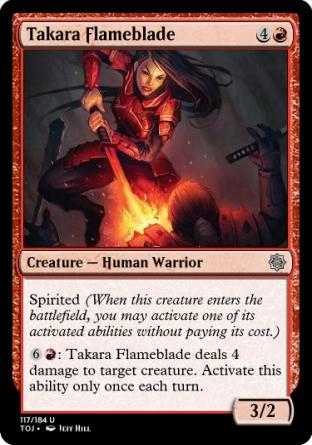 Takara Flameblade 4
Creature — Human Warrior
Spirited (When this creature enters the
battlefield, you may activate one of its
activated abilities without paying its cost.)
6 : Takara Flameblade deals 4
damage to target creature. Activate this
ability only once each turn.
3/2
117/184 U
TOJ • Jeff Hill